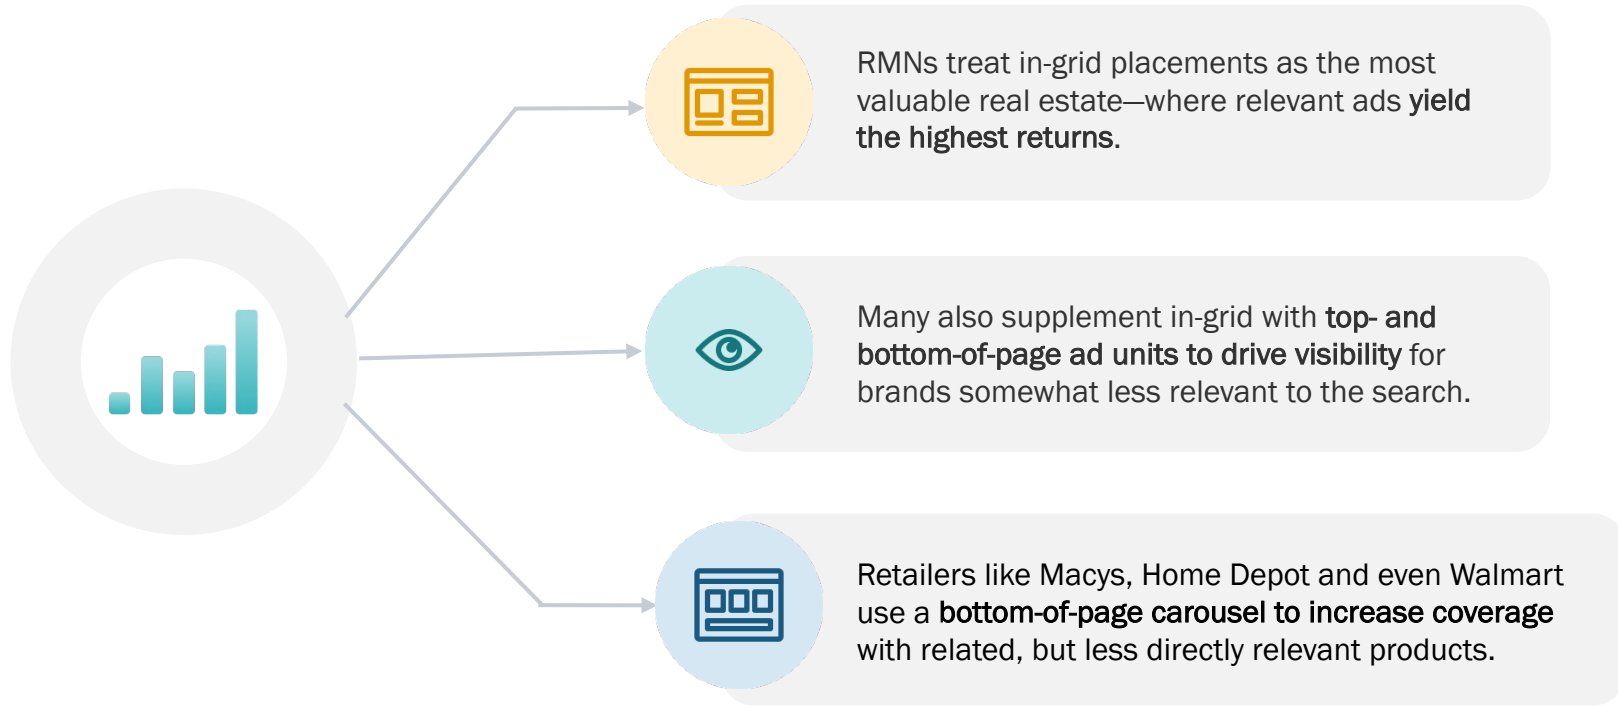 RMNs treat in-grid placements as the most
valuable real estate—where relevant ads yield
the highest returns.
Many also supplement in-grid with top- and
bottom-of-page ad units to drive visibility for
brands somewhat less relevant to the search.
Retailers like Macys, Home Depot and even Walmart
use a bottom-of-page carousel to increase coverage
with related, but less directly relevant products.